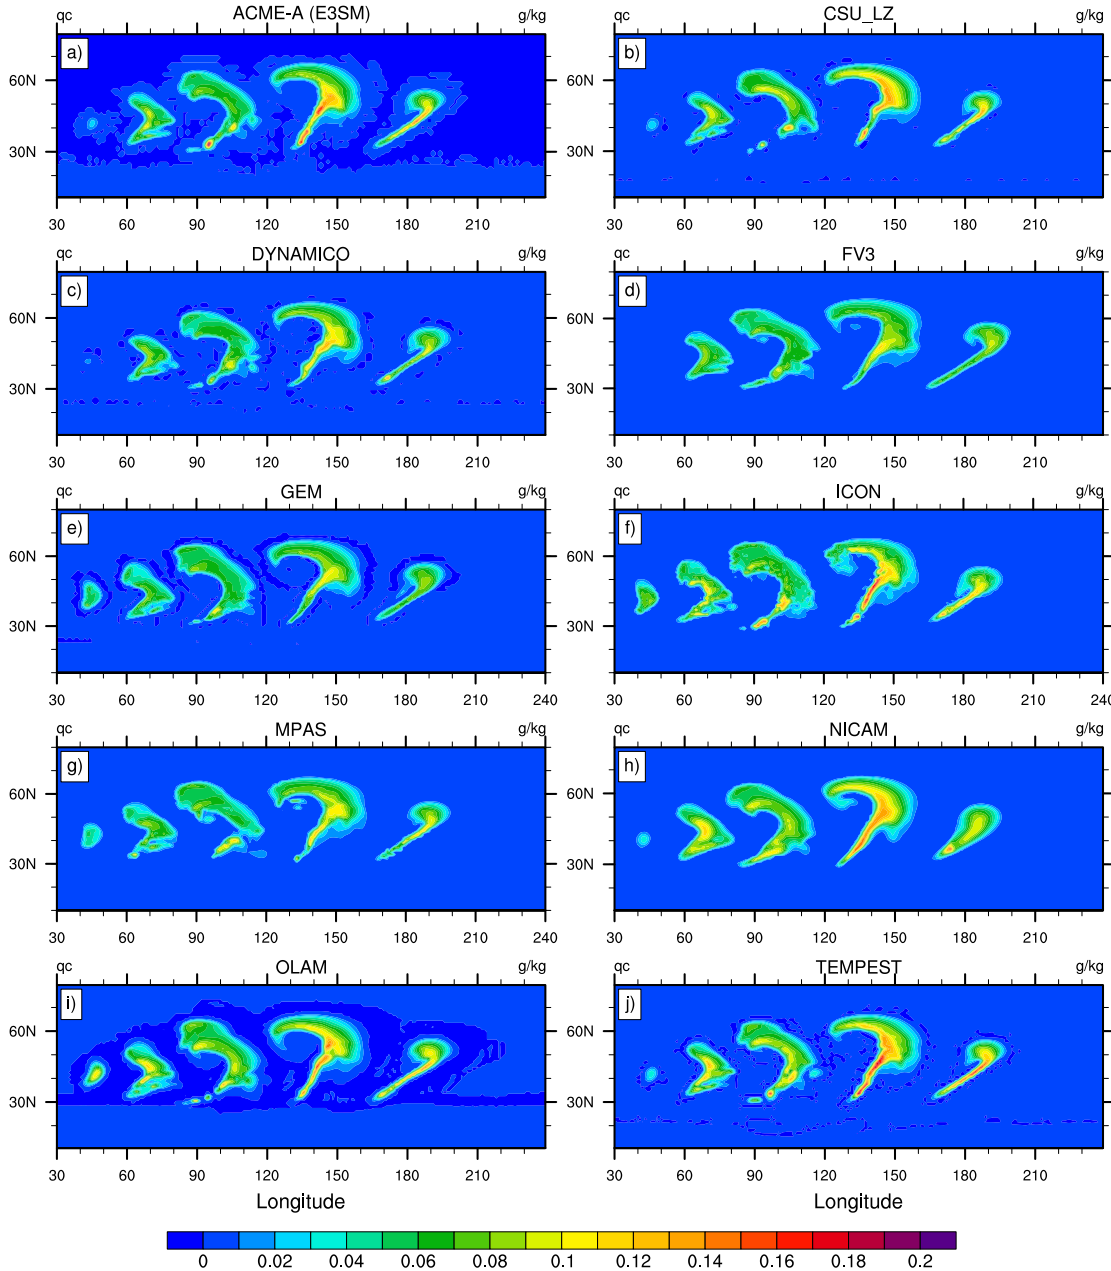 qc ACME-A (E3SM) g/kg
qc CSU_LZ g/kg
a)
b)
60N
30N
60N
30N
30 60 90 120 150 180 210
30 60 90 120 150 180 210
qc DYNAMICO g/kg
qc FV3 g/kg
c)
d)
60N
30N
60N
30N
30 60 90 120 150 180 210
30 60 90 120 150 180 210
qc GEM g/kg
qc ICON g/kg
e)
f)
60N
30N
60N
30N
30 60 90 120 150 180 210 240
30 60 90 120 150 180 210 240
qc MPAS g/kg
qc NICAM g/kg
g)
h)
60N
30N
60N
30N
30 60 90 120 150 180 210 240
30 60 90 120 150 180 210
qc OLAM g/kg
qc TEMPEST g/kg
i)
j)
60N
30N
60N
30N
30 60 90 120 150 180 210
30 60 90 120 150 180 210
Longitude
Longitude
0 0.02 0.04 0.06 0.08 0.1 0.12 0.14 0.16 0.18 0.2